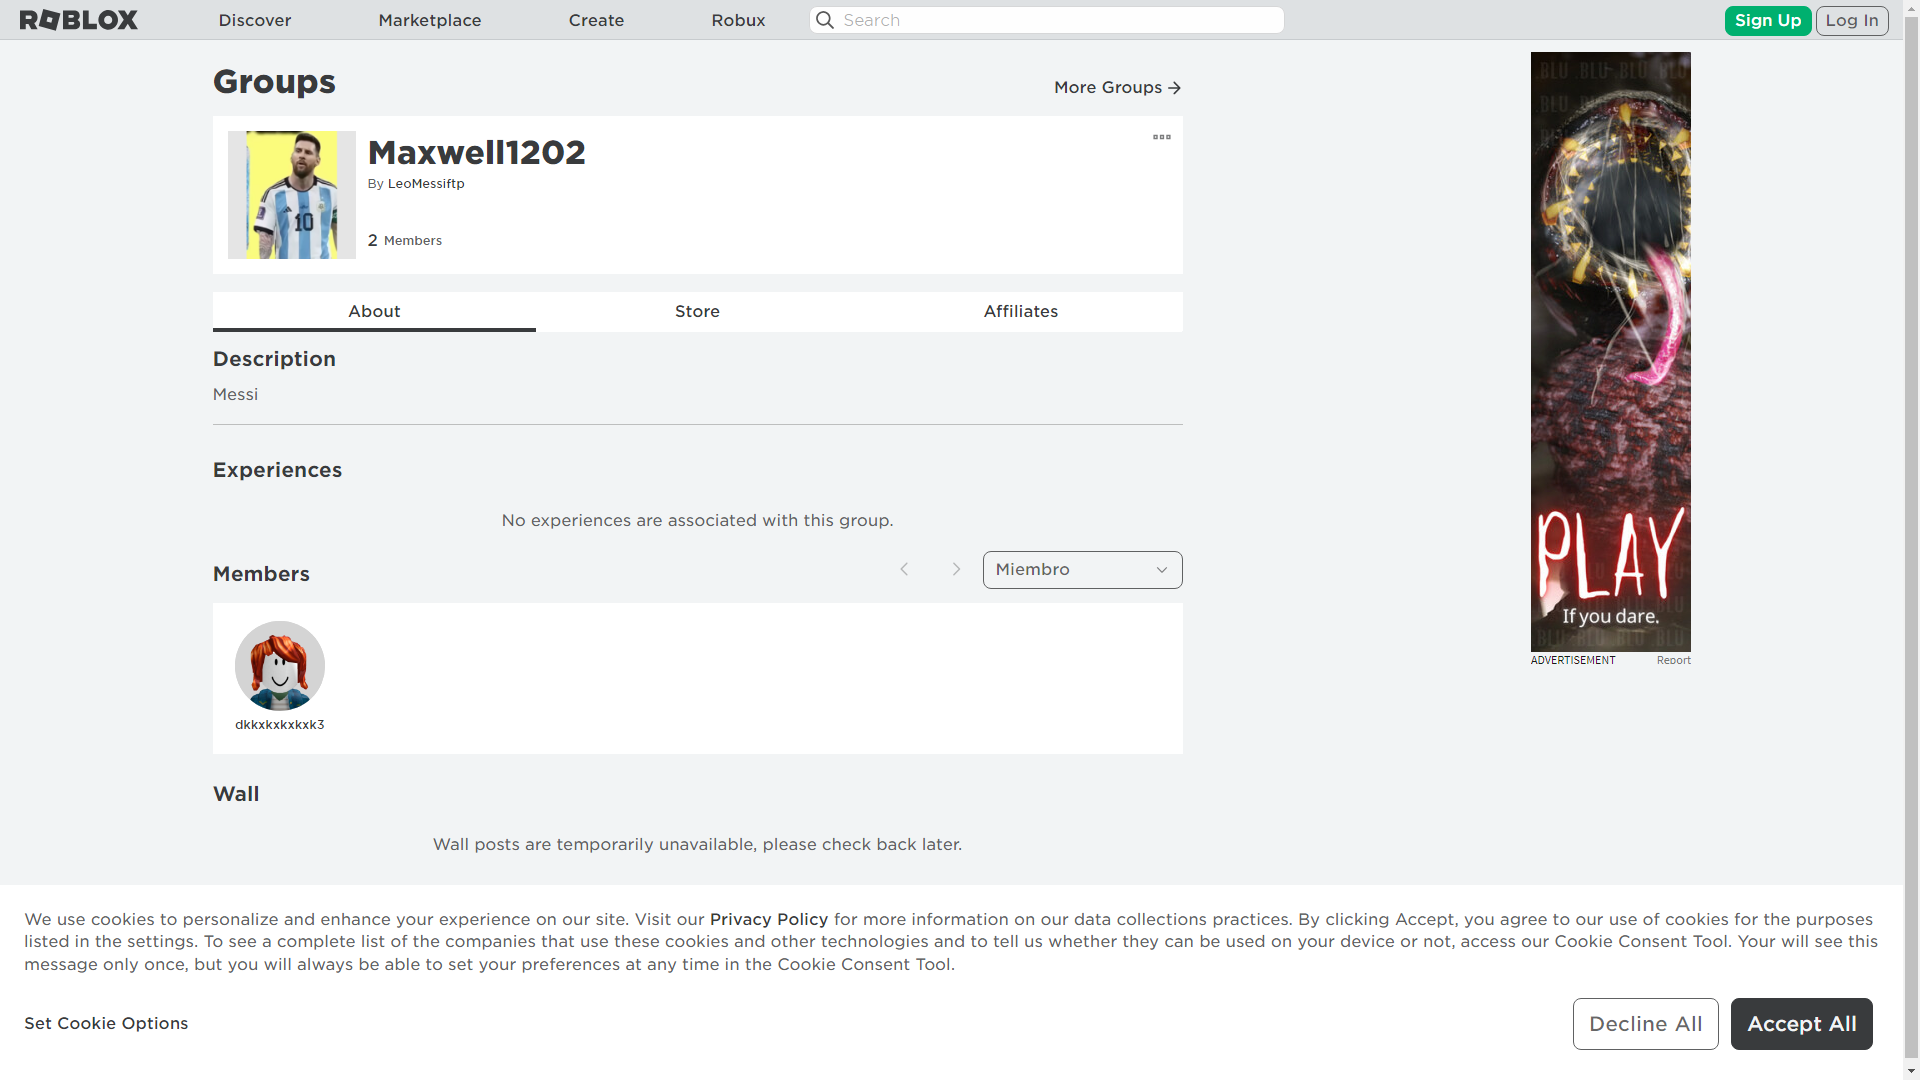 ROBLOX
Discover
Marketplace
Create
Robux
Search
Sign Up
Log In
Groups
More Groups
Maxwell1202
By LeoMessiftp
2 Members
10
About
Store
Affiliates
Description
Messi
Experiences
No experiences are associated with this group.
Members
Miembro
dkkxkxkxkxk3
Wall
Wall posts are temporarily unavailable, please check back later.
PLAY
If you dare.
ADVERTISEMENT
Report
We use cookies to personalize and enhance your experience on our site. Visit our Privacy Policy for more information on our data collections practices. By clicking Accept, you agree to our use of cookies for the purposes
listed in the settings. To see a complete list of the companies that use these cookies and other technologies and to tell us whether they can be used on your device or not, access our Cookie Consent Tool. Your will see this
message only once, but you will always be able to set your preferences at any time in the Cookie Consent Tool.
Set Cookie Options
Decline All
Accept All